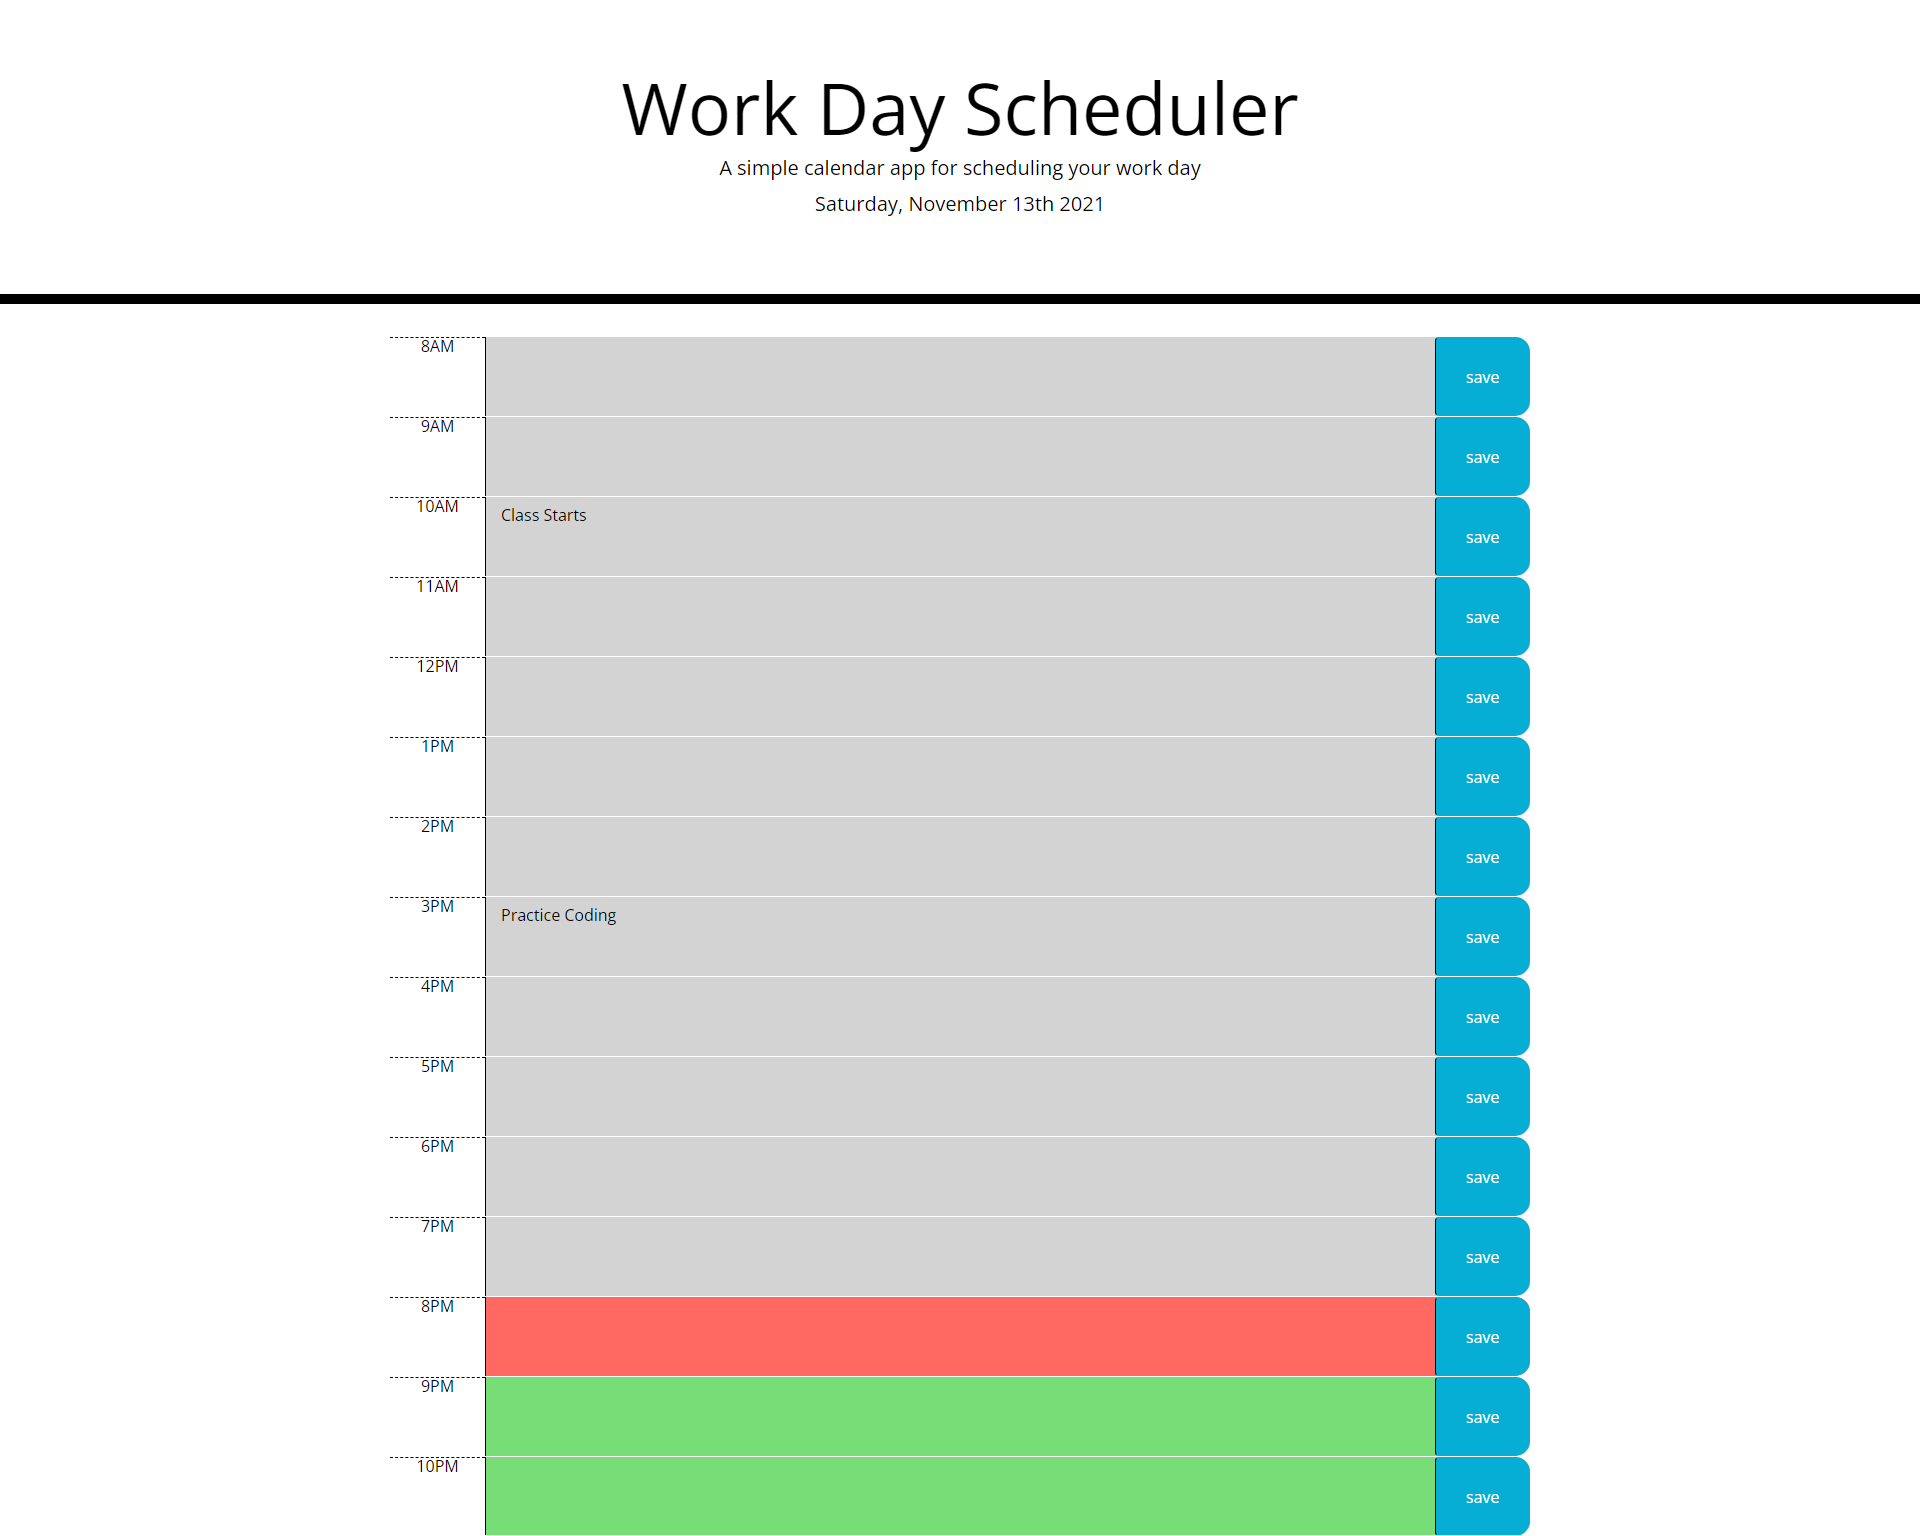 Work Day Scheduler
A simple calendar app for scheduling your work day
Saturday, November 13th 2021
8AM save
9AM save
10AM Class Starts save
11AM save
12PM save
1PM save
2PM save
3PM Practice Coding save
4PM save
5PM save
6PM save
7PM save
8PM save
9PM save
10PM save